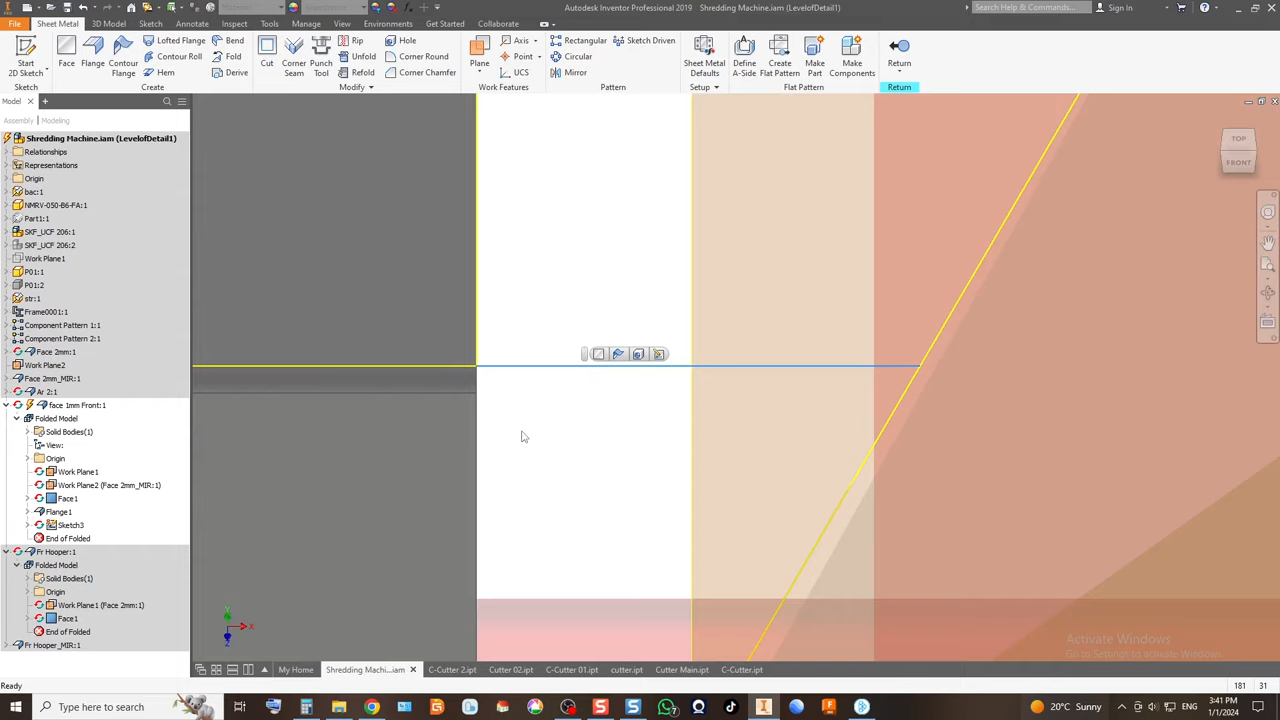 Autodesk Inventor Professional 2019   Shredding Machine.iam (LevelofDetail1)
Search Help & Commands...
Sign In
File
Sheet Metal
3D Model
Sketch
Annotate
Inspect
Tools
Manage
View
Environments
Get Started
Collaborate
Start
2D Sketch
Face
Flange
Contour
Flange
Lofted Flange
Contour Roll
Hem
Bend
Fold
Derive
Cut
Corner
Seam
Punch
Tool
Rip
Unfold
Refold
Hole
Corner Round
Corner Chamfer
Plane
Axis
Point
UCS
Rectangular
Circular
Mirror
Sketch Driven
Sheet Metal
Defaults
Define
A-Side
Create
Flat Pattern
Make
Part
Make
Components
Return
Sketch
Create
Modify
Work Features
Pattern
Setup
Flat Pattern
Return
Model
Assembly
Modeling
Shredding Machine.iam (LevelofDetail1)
Relationships
Representations
Origin
bac:1
NMRV-050-B6-FA:1
Part1:1
SKF_UCF 206:1
SKF_UCF 206:2
Work Plane1
P01:1
P01:2
str:1
Frame0001:1
Component Pattern 1:1
Component Pattern 2:1
Face 2mm:1
Work Plane2
Face 2mm_MIR:1
Ar 2:1
face 1mm Front:1
Folded Model
Solid Bodies(1)
View:
Origin
Work Plane1
Work Plane2 (Face 2mm_MIR:1)
Face1
Flange1
Sketch3
End of Folded
Fr Hooper:1
Folded Model
Solid Bodies(1)
Origin
Work Plane1 (Face 2mm:1)
Face1
End of Folded
Fr Hooper_MIR:1
TOP
FRONT
Y
X
Z
Activate Windows
Go to Settings to activate Windows.
My Home
Shredding Machi...iam
C-Cutter 2.ipt
Cutter 02.ipt
C-Cutter 01.ipt
cutter.ipt
Cutter Main.ipt
C-Cutter.ipt
Ready
181
31
Type here to search
20°C Sunny
3:41 PM
1/1/2024